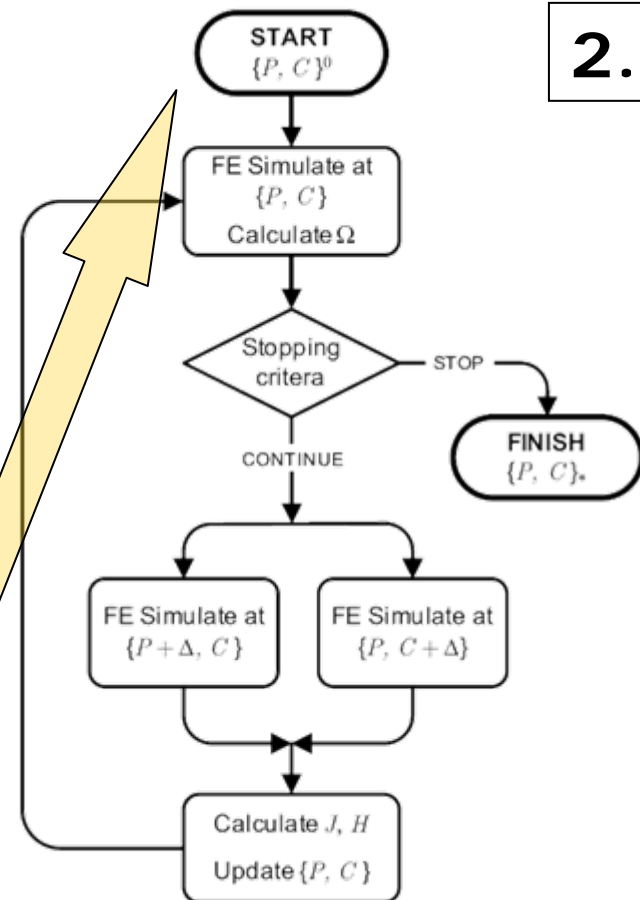 START
{P, C}⁰
2.
FE Simulate at
{P, C}
Calculate Ω
Stopping
critera
STOP
FINISH
{P, C}*
CONTINUE
FE Simulate at
{P + Δ, C}
FE Simulate at
{P, C + Δ}
Calculate J, H
Update {P, C}